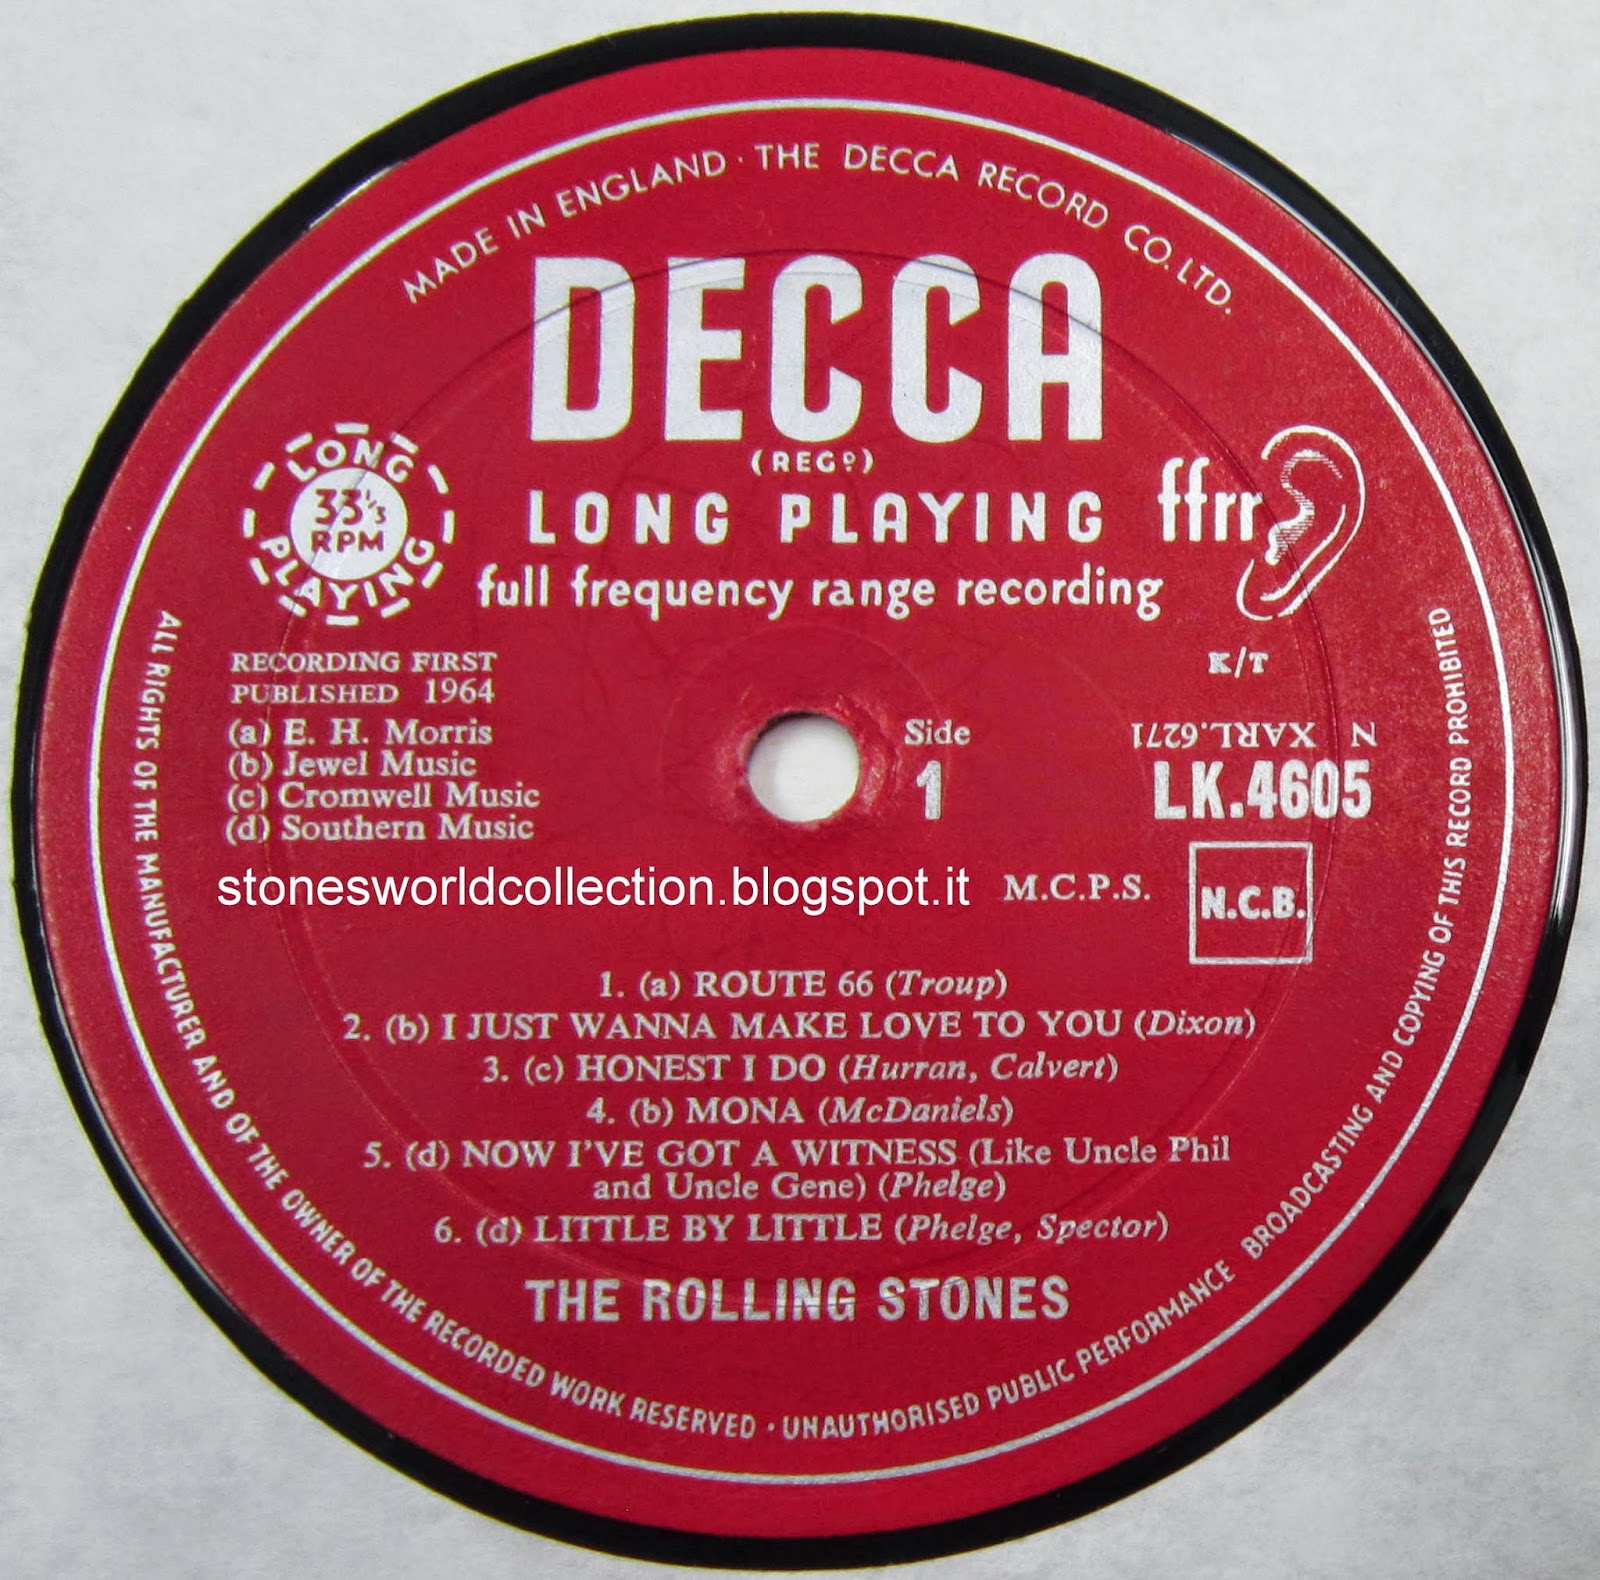 MADE IN ENGLAND · THE DECCA RECORD CO. LTD.
DECCA
(REGD)
LONG PLAYING
ffrr
full frequency range recording
LONG
33⅓
RPM
PLAYING
RECORDING FIRST
PUBLISHED 1964
(a) E. H. Morris
(b) Jewel Music
(c) Cromwell Music
(d) Southern Music
Side
1
K/T
N XARL.6271
LK.4605
stonesworldcollection.blogspot.it
M.C.P.S.
N.C.B.
1. (a) ROUTE 66 (Troup)
2. (b) I JUST WANNA MAKE LOVE TO YOU (Dixon)
3. (c) HONEST I DO (Hurran, Calvert)
4. (b) MONA (McDaniels)
5. (d) NOW I'VE GOT A WITNESS (Like Uncle Phil
and Uncle Gene) (Phelge)
6. (d) LITTLE BY LITTLE (Phelge, Spector)
THE ROLLING STONES
ALL RIGHTS OF THE MANUFACTURER AND OF THE OWNER OF THE RECORDED WORK RESERVED · UNAUTHORISED PUBLIC PERFORMANCE BROADCASTING AND COPYING OF THIS RECORD PROHIBITED